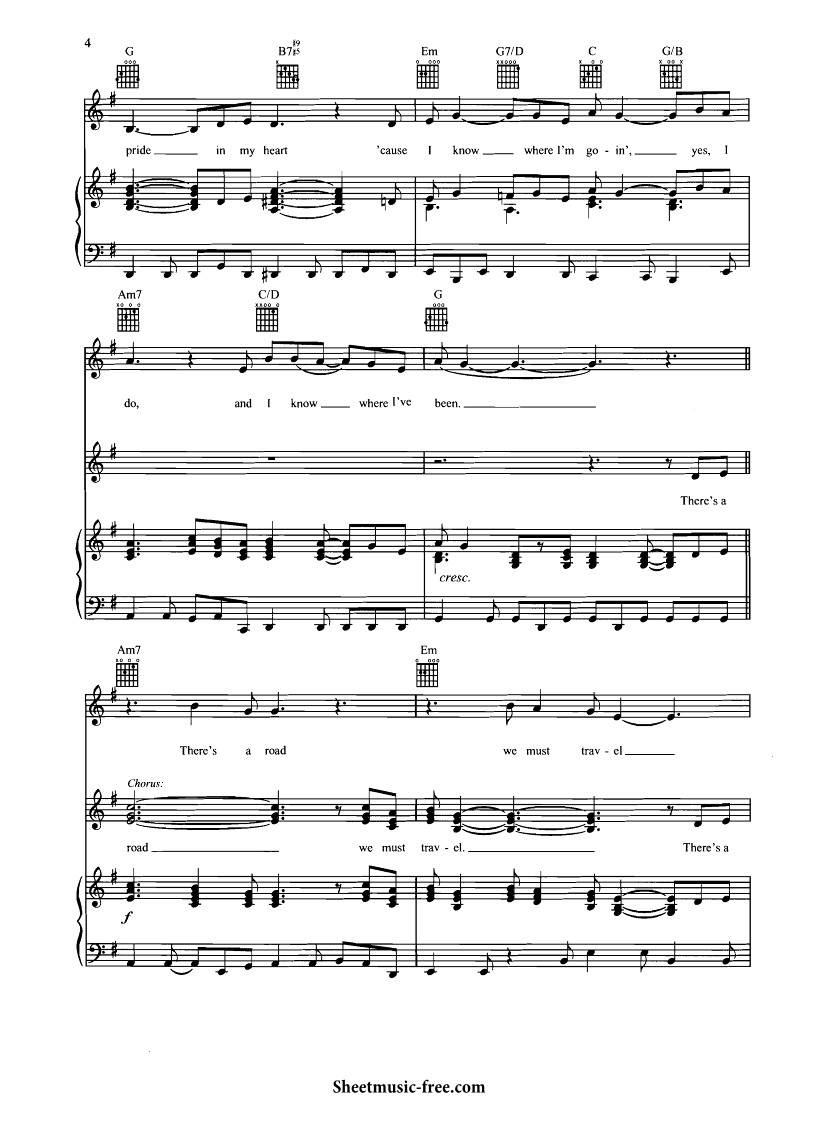 4
G B7♭9♯5 Em G7/D C G/B
pride in my heart 'cause I know where I'm go - in', yes, I
Am7 C/D G
do, and I know where I've been.
There's a
cresc.
Am7 Em
There's a road we must trav - el
Chorus:
road we must trav - el. There's a
f
Sheetmusic-free.com